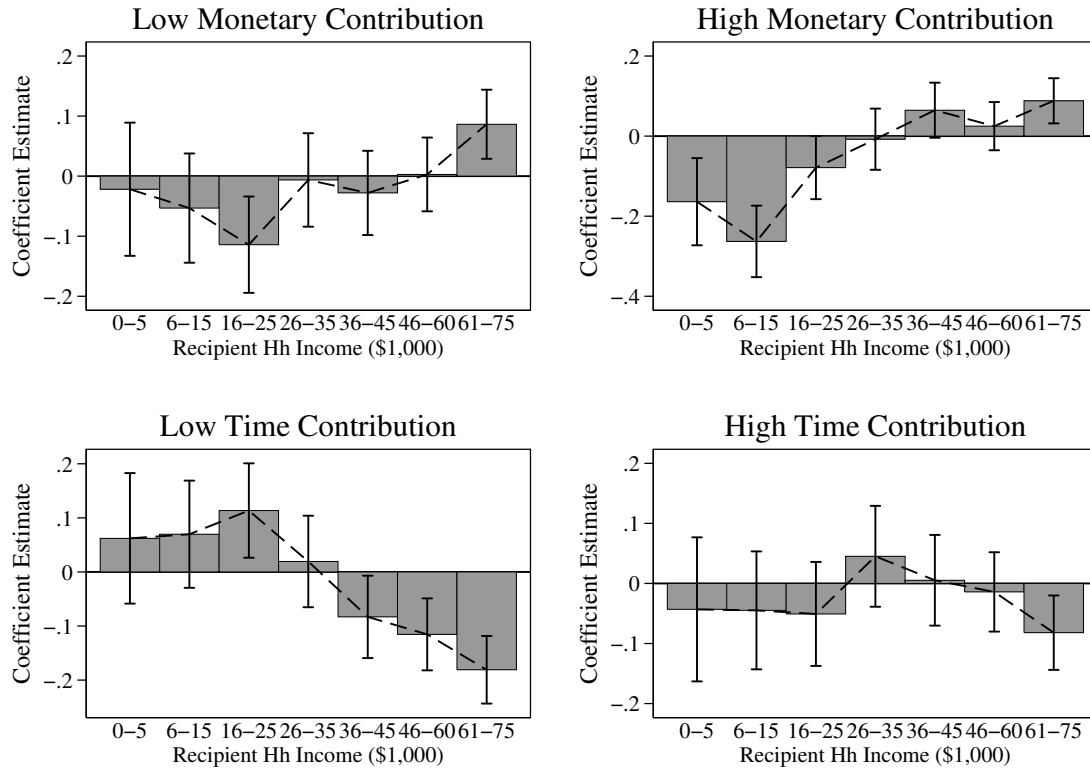 Low Monetary Contribution
Coefficient Estimate
.2
.1
0
−.1
−.2
0−5 6−15 16−25 26−35 36−45 46−60 61−75
Recipient Hh Income ($1,000)
High Monetary Contribution
Coefficient Estimate
.2
0
−.2
−.4
0−5 6−15 16−25 26−35 36−45 46−60 61−75
Recipient Hh Income ($1,000)
Low Time Contribution
Coefficient Estimate
.2
.1
0
−.1
−.2
0−5 6−15 16−25 26−35 36−45 46−60 61−75
Recipient Hh Income ($1,000)
High Time Contribution
Coefficient Estimate
.2
.1
0
−.1
−.2
0−5 6−15 16−25 26−35 36−45 46−60 61−75
Recipient Hh Income ($1,000)